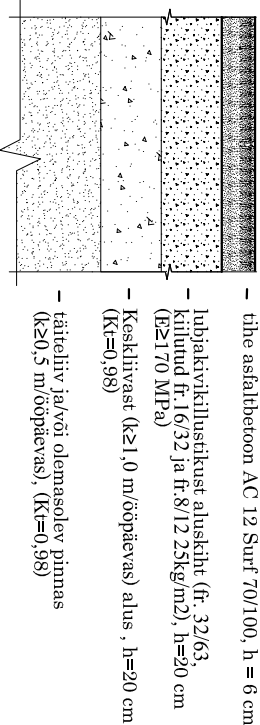 - tihe asfaltbetoon AC 12 Surf 70/100, h = 6 cm
- lubjakivikillustikust aluskiht (fr. 32/63,
kiilutud fr.16/32 ja fr.8/12 25kg/m2), h=20 cm
(E≥170 MPa)
- Keskliivast (k≥1,0 m/ööpäevas) alus , h=20 cm
(Kt=0,98)
- täiteliiv ja/või olemasolev pinnas
(k≥0,5 m/ööpäevas), (Kt=0,98)